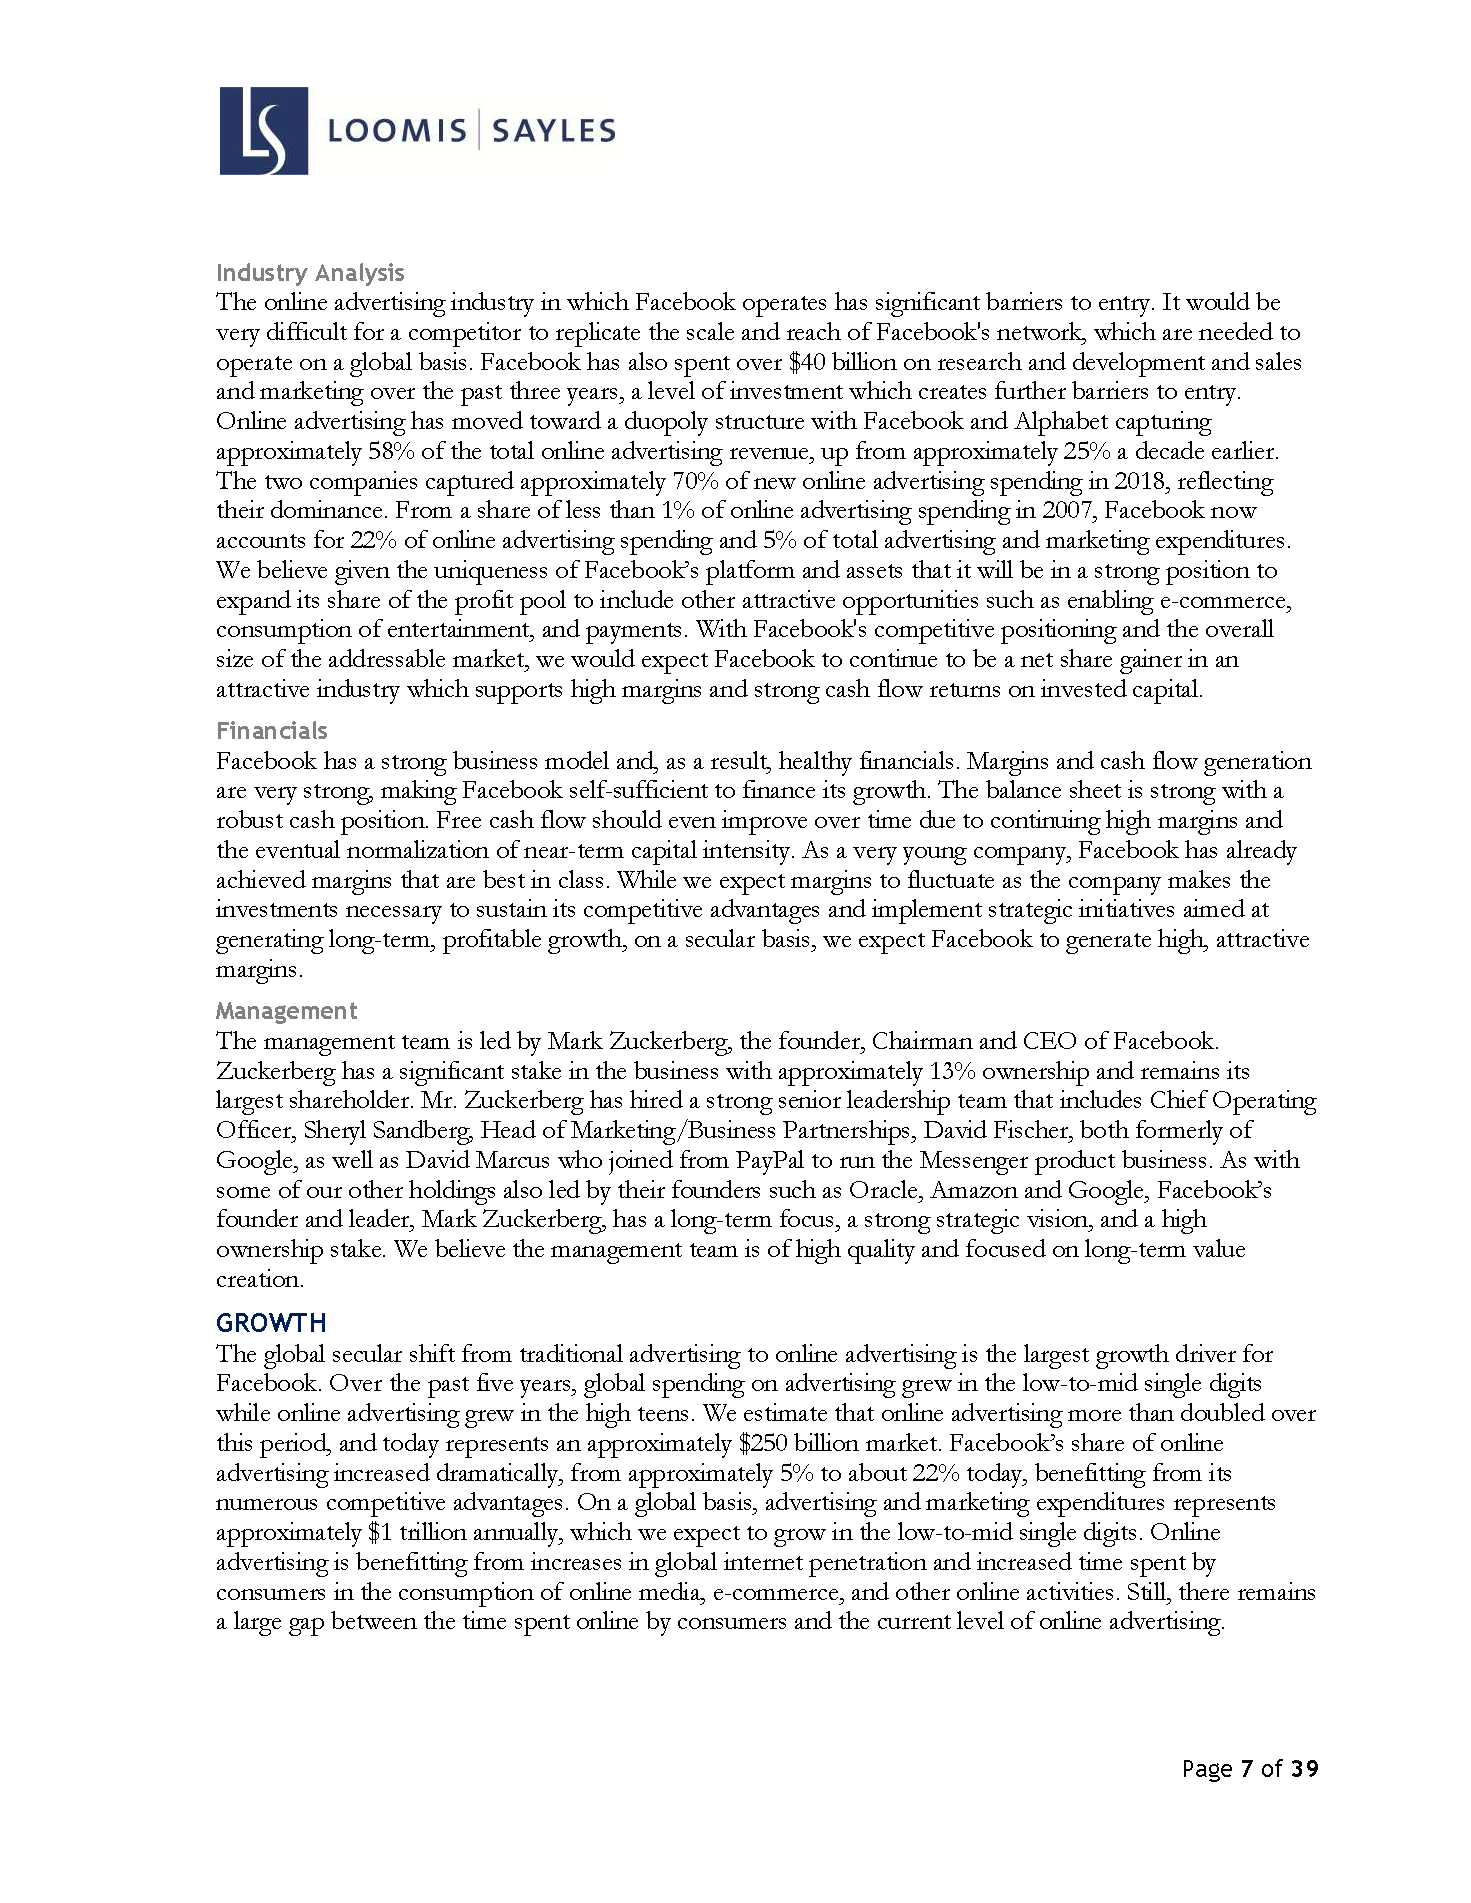 LS LOOMIS | SAYLES
Industry Analysis
The online advertising industry in which Facebook operates has significant barriers to entry. It would be
very difficult for a competitor to replicate the scale and reach of Facebook's network, which are needed to
operate on a global basis. Facebook has also spent over $40 billion on research and development and sales
and marketing over the past three years, a level of investment which creates further barriers to entry.
Online advertising has moved toward a duopoly structure with Facebook and Alphabet capturing
approximately 58% of the total online advertising revenue, up from approximately 25% a decade earlier.
The two companies captured approximately 70% of new online advertising spending in 2018, reflecting
their dominance. From a share of less than 1% of online advertising spending in 2007, Facebook now
accounts for 22% of online advertising spending and 5% of total advertising and marketing expenditures.
We believe given the uniqueness of Facebook’s platform and assets that it will be in a strong position to
expand its share of the profit pool to include other attractive opportunities such as enabling e-commerce,
consumption of entertainment, and payments. With Facebook's competitive positioning and the overall
size of the addressable market, we would expect Facebook to continue to be a net share gainer in an
attractive industry which supports high margins and strong cash flow returns on invested capital.
Financials
Facebook has a strong business model and, as a result, healthy financials. Margins and cash flow generation
are very strong, making Facebook self-sufficient to finance its growth. The balance sheet is strong with a
robust cash position. Free cash flow should even improve over time due to continuing high margins and
the eventual normalization of near-term capital intensity. As a very young company, Facebook has already
achieved margins that are best in class. While we expect margins to fluctuate as the company makes the
investments necessary to sustain its competitive advantages and implement strategic initiatives aimed at
generating long-term, profitable growth, on a secular basis, we expect Facebook to generate high, attractive
margins.
Management
The management team is led by Mark Zuckerberg, the founder, Chairman and CEO of Facebook.
Zuckerberg has a significant stake in the business with approximately 13% ownership and remains its
largest shareholder. Mr. Zuckerberg has hired a strong senior leadership team that includes Chief Operating
Officer, Sheryl Sandberg, Head of Marketing/Business Partnerships, David Fischer, both formerly of
Google, as well as David Marcus who joined from PayPal to run the Messenger product business. As with
some of our other holdings also led by their founders such as Oracle, Amazon and Google, Facebook’s
founder and leader, Mark Zuckerberg, has a long-term focus, a strong strategic vision, and a high
ownership stake. We believe the management team is of high quality and focused on long-term value
creation.
GROWTH
The global secular shift from traditional advertising to online advertising is the largest growth driver for
Facebook. Over the past five years, global spending on advertising grew in the low-to-mid single digits
while online advertising grew in the high teens. We estimate that online advertising more than doubled over
this period, and today represents an approximately $250 billion market. Facebook’s share of online
advertising increased dramatically, from approximately 5% to about 22% today, benefitting from its
numerous competitive advantages. On a global basis, advertising and marketing expenditures represents
approximately $1 trillion annually, which we expect to grow in the low-to-mid single digits. Online
advertising is benefitting from increases in global internet penetration and increased time spent by
consumers in the consumption of online media, e-commerce, and other online activities. Still, there remains
a large gap between the time spent online by consumers and the current level of online advertising.
Page 7 of 39